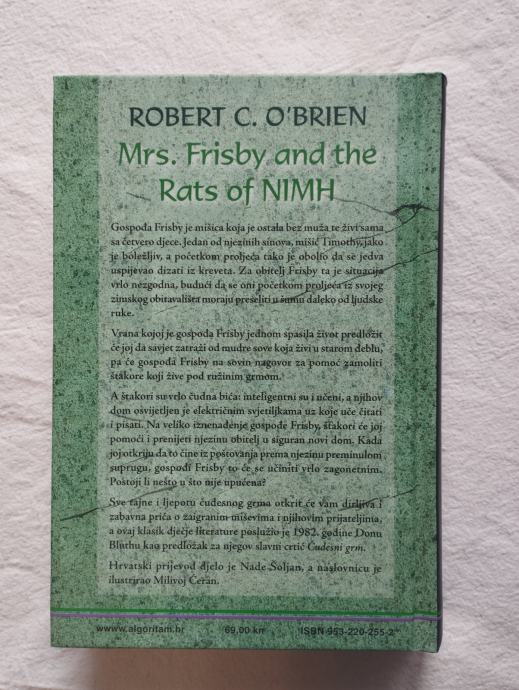 ROBERT C. O'BRIEN
Mrs. Frisby and the
Rats of NIMH
Gospođa Frisby je mišica koja je ostala bez muža te živi sama
sa četvero djece. Jedan od njezinih sinova, mišić Timothy, jako
je boležljiv, a početkom proljeća tako je obolio da se jedva
uspijevao dizati iz kreveta. Za obitelj Frisby ta je situacija
vrlo nezgodna, budući da se oni početkom proljeća iz svojeg
zimskog obitavališta moraju preseliti u šumu daleko od ljudske
ruke.
Vrana kojoj je gospođa Frisby jednom spasila život predložit
će joj da savjet zatraži od mudre sove koja živi u starom deblu,
pa će gospođa Frisby na sovin nagovor za pomoć zamoliti
štakore koji žive pod ružinim grmom.
A štakori su vrlo čudna bića: inteligentni su i učeni, a njihov
dom osvijetljen je električnim svjetiljkama uz koje uče čitati
i pisati. Na veliko iznenađenje gospođe Frisby, štakori će joj
pomoći i prenijeti njezinu obitelj u siguran novi dom. Kada
joj otkriju da to čine iz poštovanja prema njezinu preminulom
suprugu, gospođi Frisby to će se učiniti vrlo zagonetnim.
Postoji li nešto u što nije upućena?
Sve tajne i ljepotu čudesnog grma otkrit će vam dirljiva i
zabavna priča o zaigranim miševima i njihovim prijateljima,
a ovaj klasik dječje literature poslužio je 1982. godine Donu
Bluthu kao predložak za njegov slavni crtić Čudesni grm.
Hrvatski prijevod djelo je Nade Šoljan, a naslovnicu je
ilustrirao Milivoj Ćeran.
www.algoritam.hr 69,00 kn ISBN 953-220-255-2